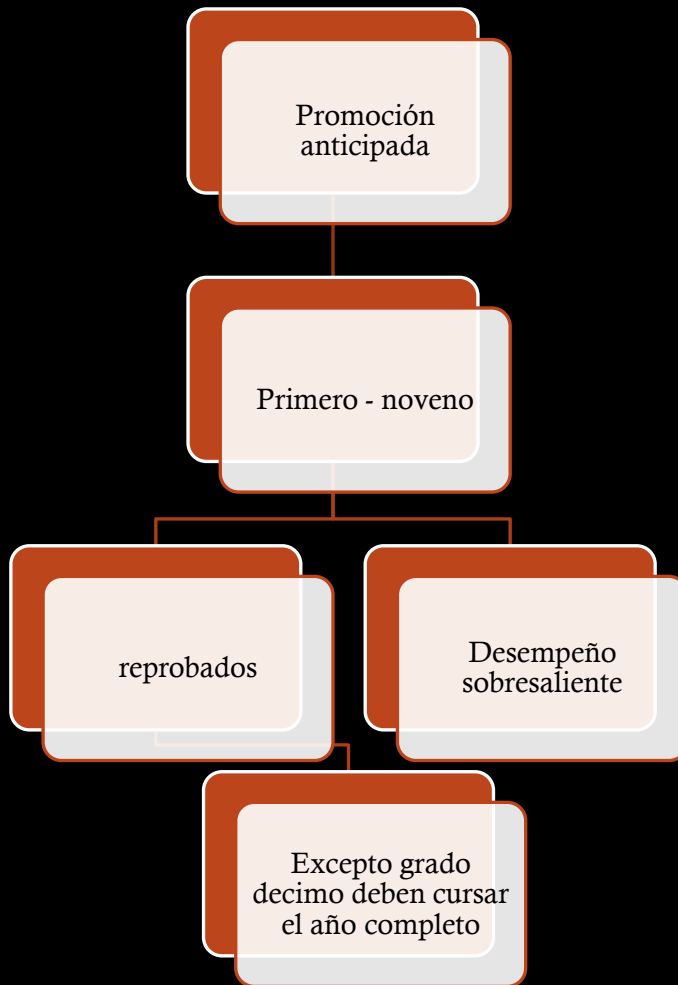 Promoción
anticipada
Primero - noveno
reprobados
Desempeño
sobresaliente
Excepto grado
decimo deben cursar
el año completo